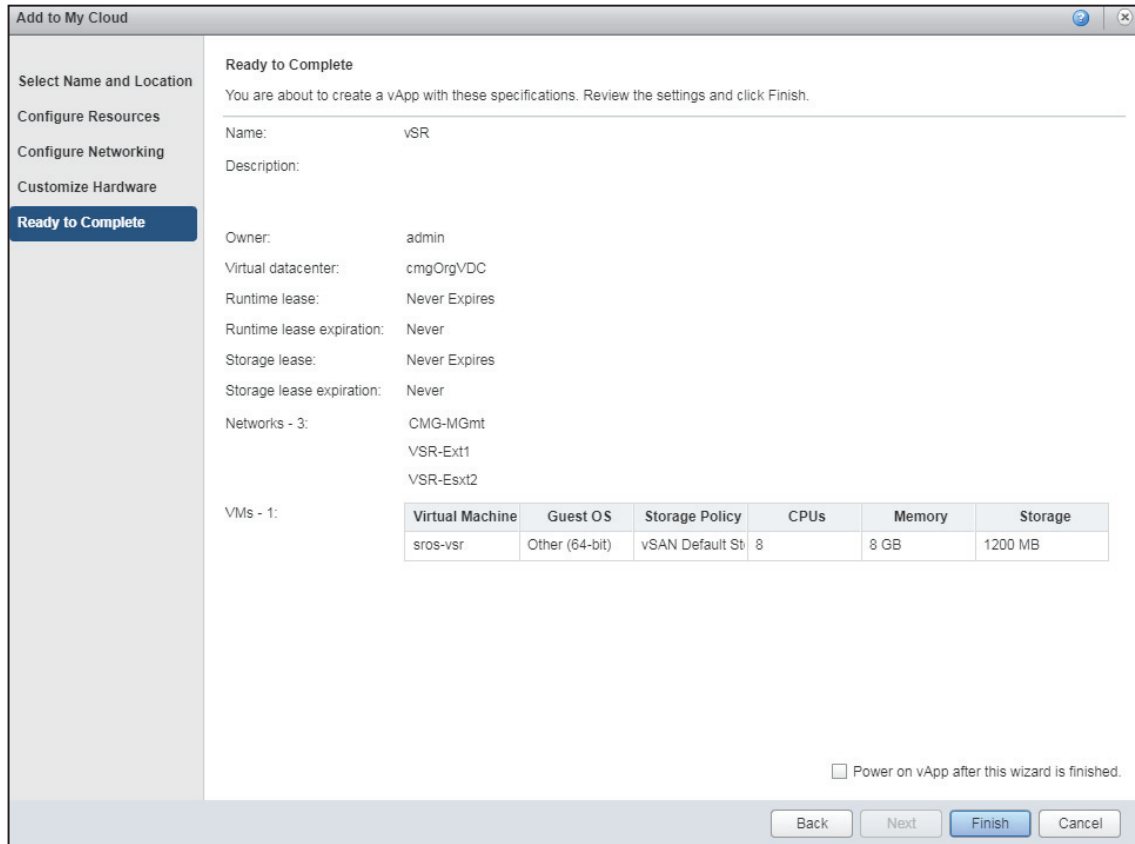 Add to My Cloud
Select Name and Location
Configure Resources
Configure Networking
Customize Hardware
Ready to Complete
Ready to Complete
You are about to create a vApp with these specifications. Review the settings and click Finish.
Name: vSR
Description:
Owner: admin
Virtual datacenter: cmgOrgVDC
Runtime lease: Never Expires
Runtime lease expiration: Never
Storage lease: Never Expires
Storage lease expiration: Never
Networks - 3: CMG-MGmt
VSR-Ext1
VSR-Esxt2
VMs - 1:
Virtual Machine Guest OS Storage Policy CPUs Memory Storage
sros-vsr Other (64-bit) vSAN Default St 8 8 GB 1200 MB
Power on vApp after this wizard is finished.
Back Next Finish Cancel